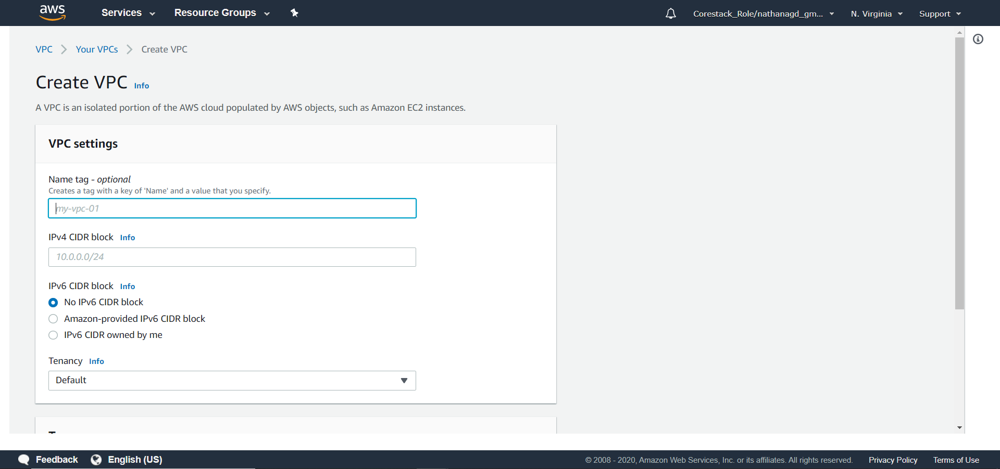 aws Services Resource Groups Corestack_Role/nathanagd_gm... N. Virginia Support
VPC Your VPCs Create VPC
Create VPC Info
A VPC is an isolated portion of the AWS cloud populated by AWS objects, such as Amazon EC2 instances.
VPC settings
Name tag - optional
Creates a tag with a key of 'Name' and a value that you specify.
my-vpc-01
IPv4 CIDR block Info
10.0.0.0/24
IPv6 CIDR block Info
No IPv6 CIDR block
Amazon-provided IPv6 CIDR block
IPv6 CIDR owned by me
Tenancy Info
Default
Feedback English (US) © 2008 - 2020, Amazon Web Services, Inc. or its affiliates. All rights reserved. Privacy Policy Terms of Use